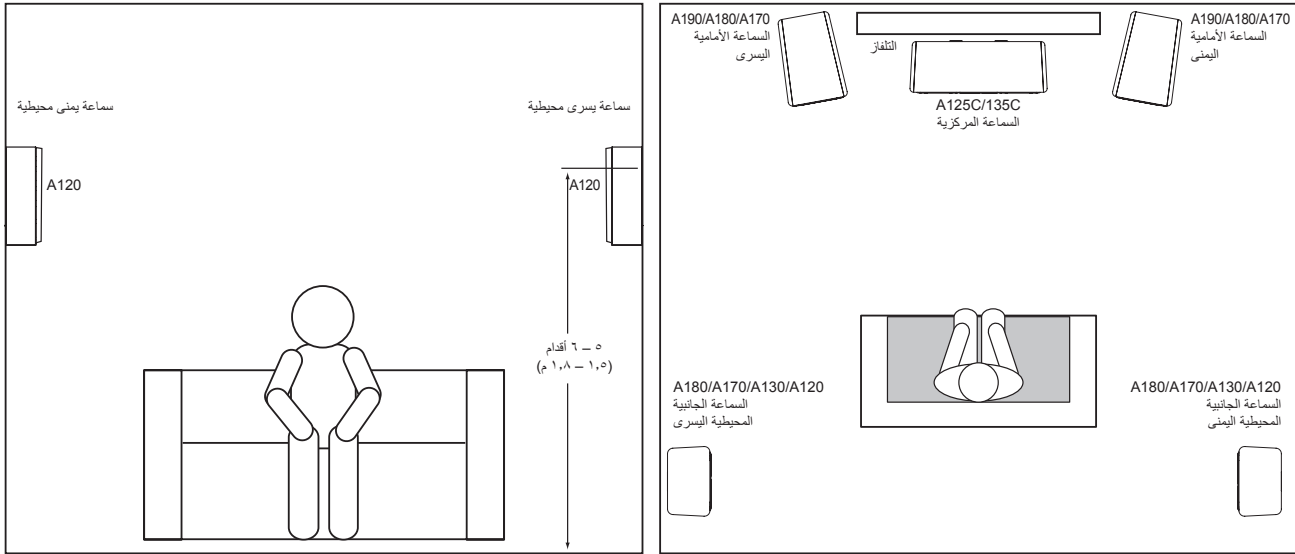 سماعة يمنى محيطية
A120
سماعة يسرى محيطية
A120
٥ – ٦ أقدام
(١,٥ – ١,٨ م)
A190/A180/A170
السماعة الأمامية
اليسرى
التلفاز
A125C/135C
السماعة المركزية
A190/A180/A170
السماعة الأمامية
اليمنى
A180/A170/A130/A120
السماعة الجانبية
المحيطية اليسرى
A180/A170/A130/A120
السماعة الجانبية
المحيطية اليمنى